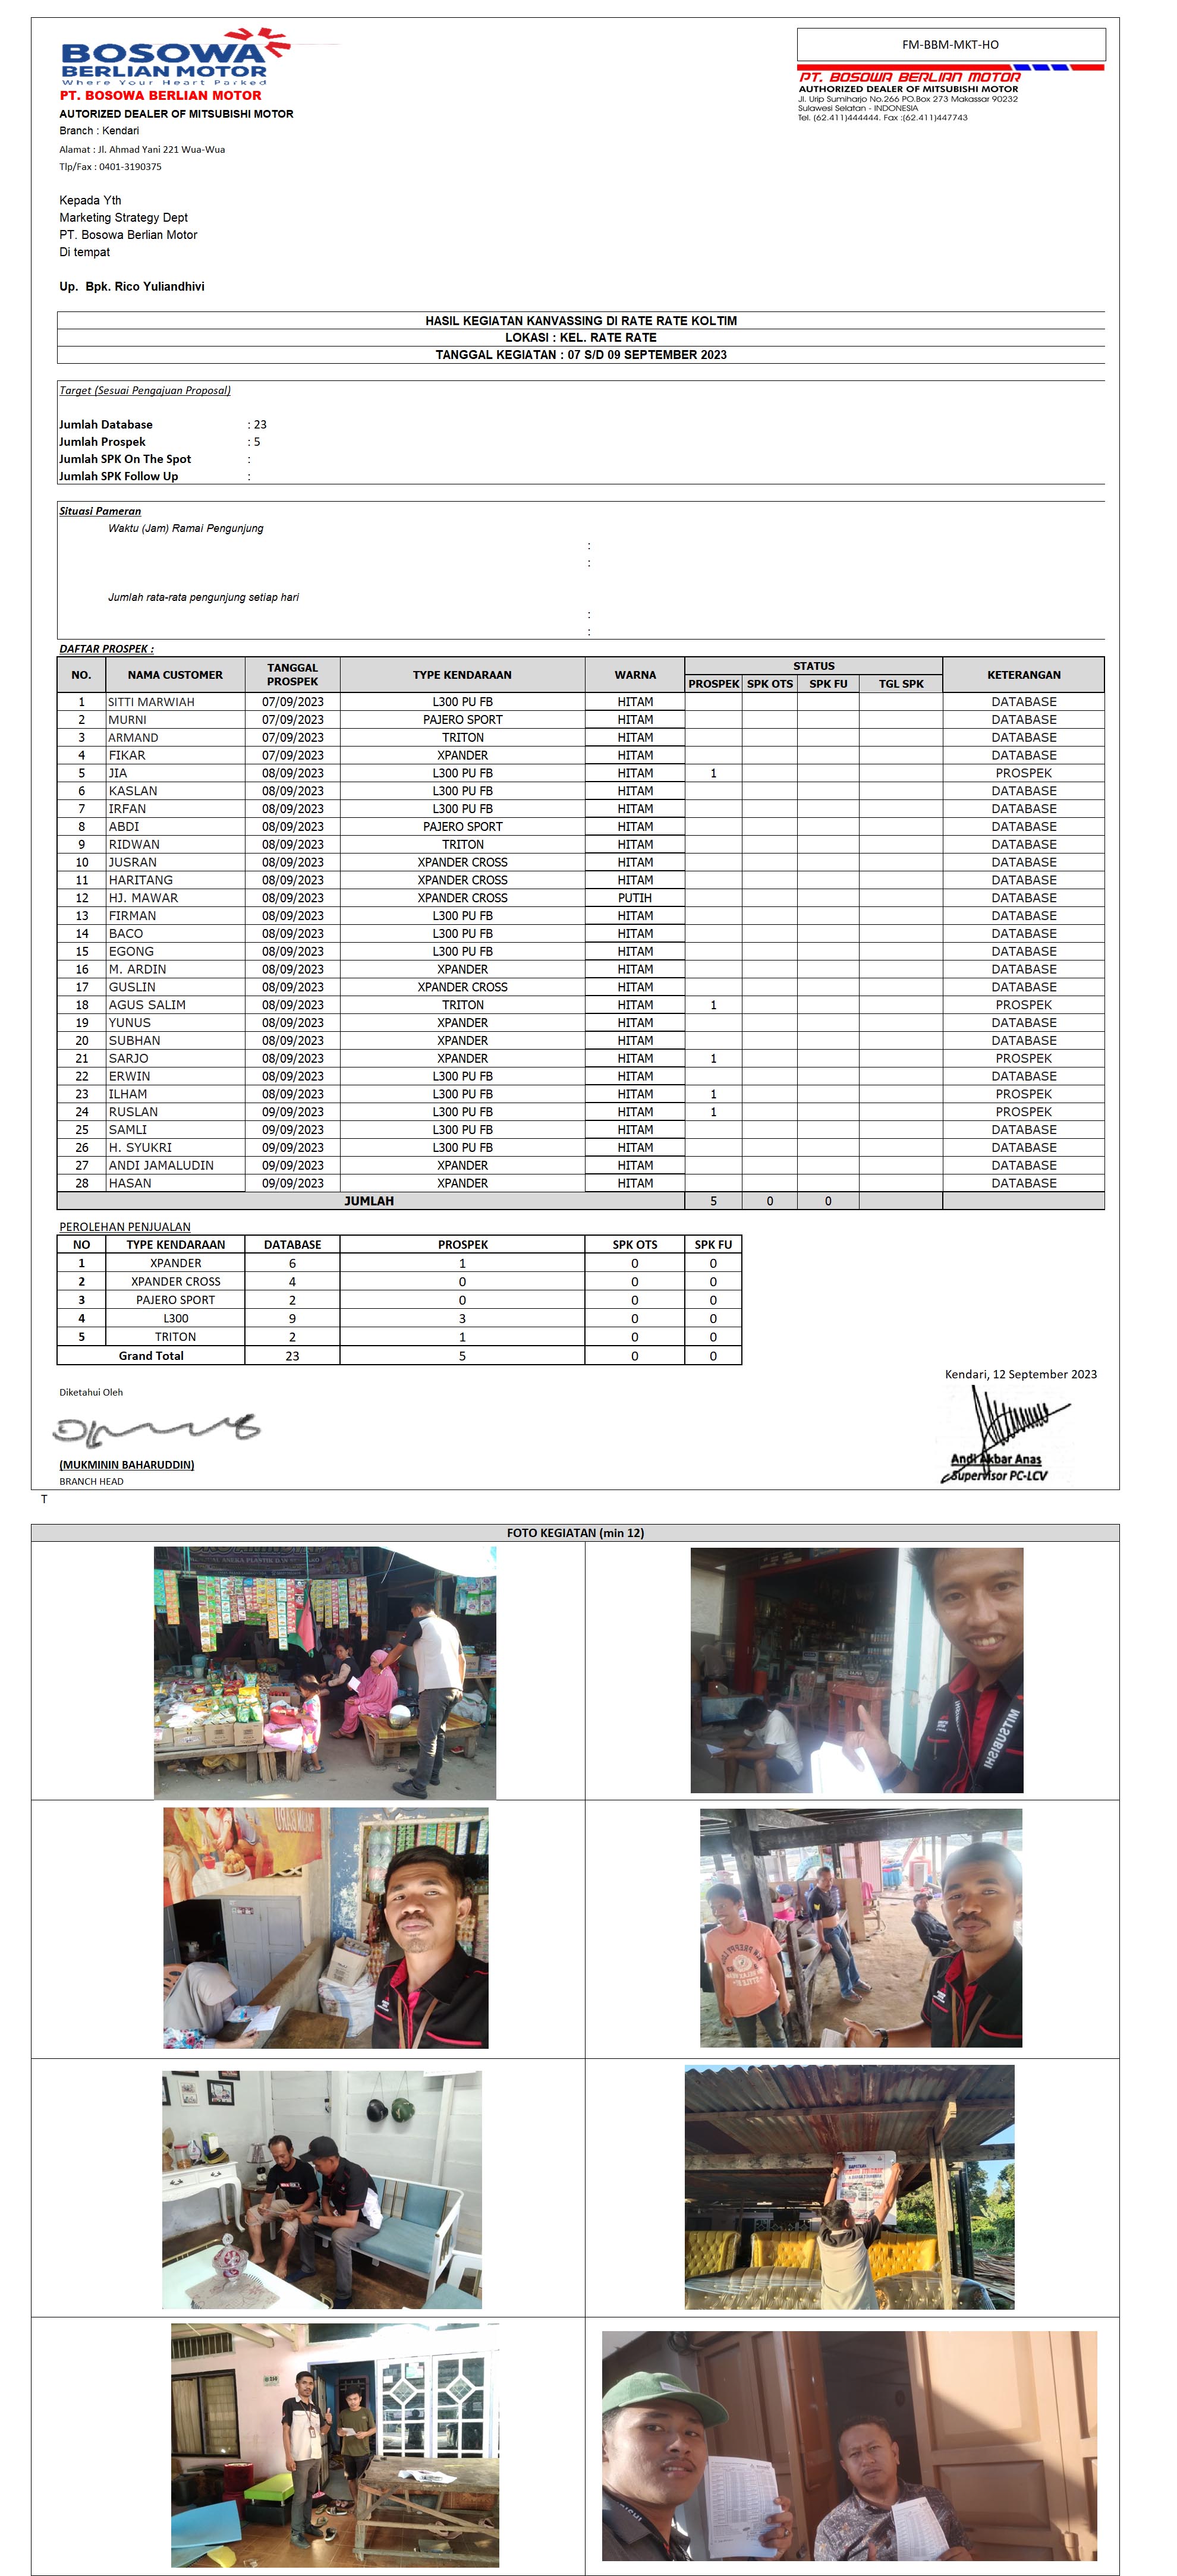 BOSOWA
BERLIAN MOTOR
Where Your Heart Parked
PT. BOSOWA BERLIAN MOTOR
AUTORIZED DEALER OF MITSUBISHI MOTOR
Branch : Kendari
Alamat : Jl. Ahmad Yani 221 Wua-Wua
Tlp/Fax : 0401-3190375
FM-BBM-MKT-HO
PT. BOSOWA BERLIAN MOTOR
AUTHORIZED DEALER OF MITSUBISHI MOTOR
Jl. Urip Sumiharjo No.266 PO.Box 273 Makassar 90232
Sulawesi Selatan - INDONESIA
Tel. (62.411)444444. Fax :(62.411)447743
Kepada Yth
Marketing Strategy Dept
PT. Bosowa Berlian Motor
Di tempat
Up. Bpk. Rico Yuliandhivi
HASIL KEGIATAN KANVASSING DI RATE RATE KOLTIM
LOKASI : KEL. RATE RATE
TANGGAL KEGIATAN : 07 S/D 09 SEPTEMBER 2023
Target (Sesuai Pengajuan Proposal)
Jumlah Database : 23
Jumlah Prospek : 5
Jumlah SPK On The Spot :
Jumlah SPK Follow Up :
Situasi Pameran
Waktu (Jam) Ramai Pengunjung
:
:
Jumlah rata-rata pengunjung setiap hari
:
:
DAFTAR PROSPEK :
NO. NAMA CUSTOMER TANGGAL PROSPEK TYPE KENDARAAN WARNA STATUS KETERANGAN
PROSPEK SPK OTS SPK FU TGL SPK
1 SITTI MARWIAH 07/09/2023 L300 PU FB HITAM DATABASE
2 MURNI 07/09/2023 PAJERO SPORT HITAM DATABASE
3 ARMAND 07/09/2023 TRITON HITAM DATABASE
4 FIKAR 07/09/2023 XPANDER HITAM DATABASE
5 JIA 08/09/2023 L300 PU FB HITAM 1 PROSPEK
6 KASLAN 08/09/2023 L300 PU FB HITAM DATABASE
7 IRFAN 08/09/2023 L300 PU FB HITAM DATABASE
8 ABDI 08/09/2023 PAJERO SPORT HITAM DATABASE
9 RIDWAN 08/09/2023 TRITON HITAM DATABASE
10 JUSRAN 08/09/2023 XPANDER CROSS HITAM DATABASE
11 HARITANG 08/09/2023 XPANDER CROSS HITAM DATABASE
12 HJ. MAWAR 08/09/2023 XPANDER CROSS PUTIH DATABASE
13 FIRMAN 08/09/2023 L300 PU FB HITAM DATABASE
14 BACO 08/09/2023 L300 PU FB HITAM DATABASE
15 EGONG 08/09/2023 L300 PU FB HITAM DATABASE
16 M. ARDIN 08/09/2023 XPANDER HITAM DATABASE
17 GUSLIN 08/09/2023 XPANDER CROSS HITAM DATABASE
18 AGUS SALIM 08/09/2023 TRITON HITAM 1 PROSPEK
19 YUNUS 08/09/2023 XPANDER HITAM DATABASE
20 SUBHAN 08/09/2023 XPANDER HITAM DATABASE
21 SARJO 08/09/2023 XPANDER HITAM 1 PROSPEK
22 ERWIN 08/09/2023 L300 PU FB HITAM DATABASE
23 ILHAM 08/09/2023 L300 PU FB HITAM 1 PROSPEK
24 RUSLAN 09/09/2023 L300 PU FB HITAM 1 PROSPEK
25 SAMLI 09/09/2023 L300 PU FB HITAM DATABASE
26 H. SYUKRI 09/09/2023 L300 PU FB HITAM DATABASE
27 ANDI JAMALUDIN 09/09/2023 XPANDER HITAM DATABASE
28 HASAN 09/09/2023 XPANDER HITAM DATABASE
JUMLAH 5 0 0
PEROLEHAN PENJUALAN
NO TYPE KENDARAAN DATABASE PROSPEK SPK OTS SPK FU
1 XPANDER 6 1 0 0
2 XPANDER CROSS 4 0 0 0
3 PAJERO SPORT 2 0 0 0
4 L300 9 3 0 0
5 TRITON 2 1 0 0
Grand Total 23 5 0 0
Kendari, 12 September 2023
Diketahui Oleh
(MUKMININ BAHARUDDIN)
BRANCH HEAD
Andi Akbar Anas
Supervisor PC-LCV
T
FOTO KEGIATAN (min 12)
MITSUBISHI